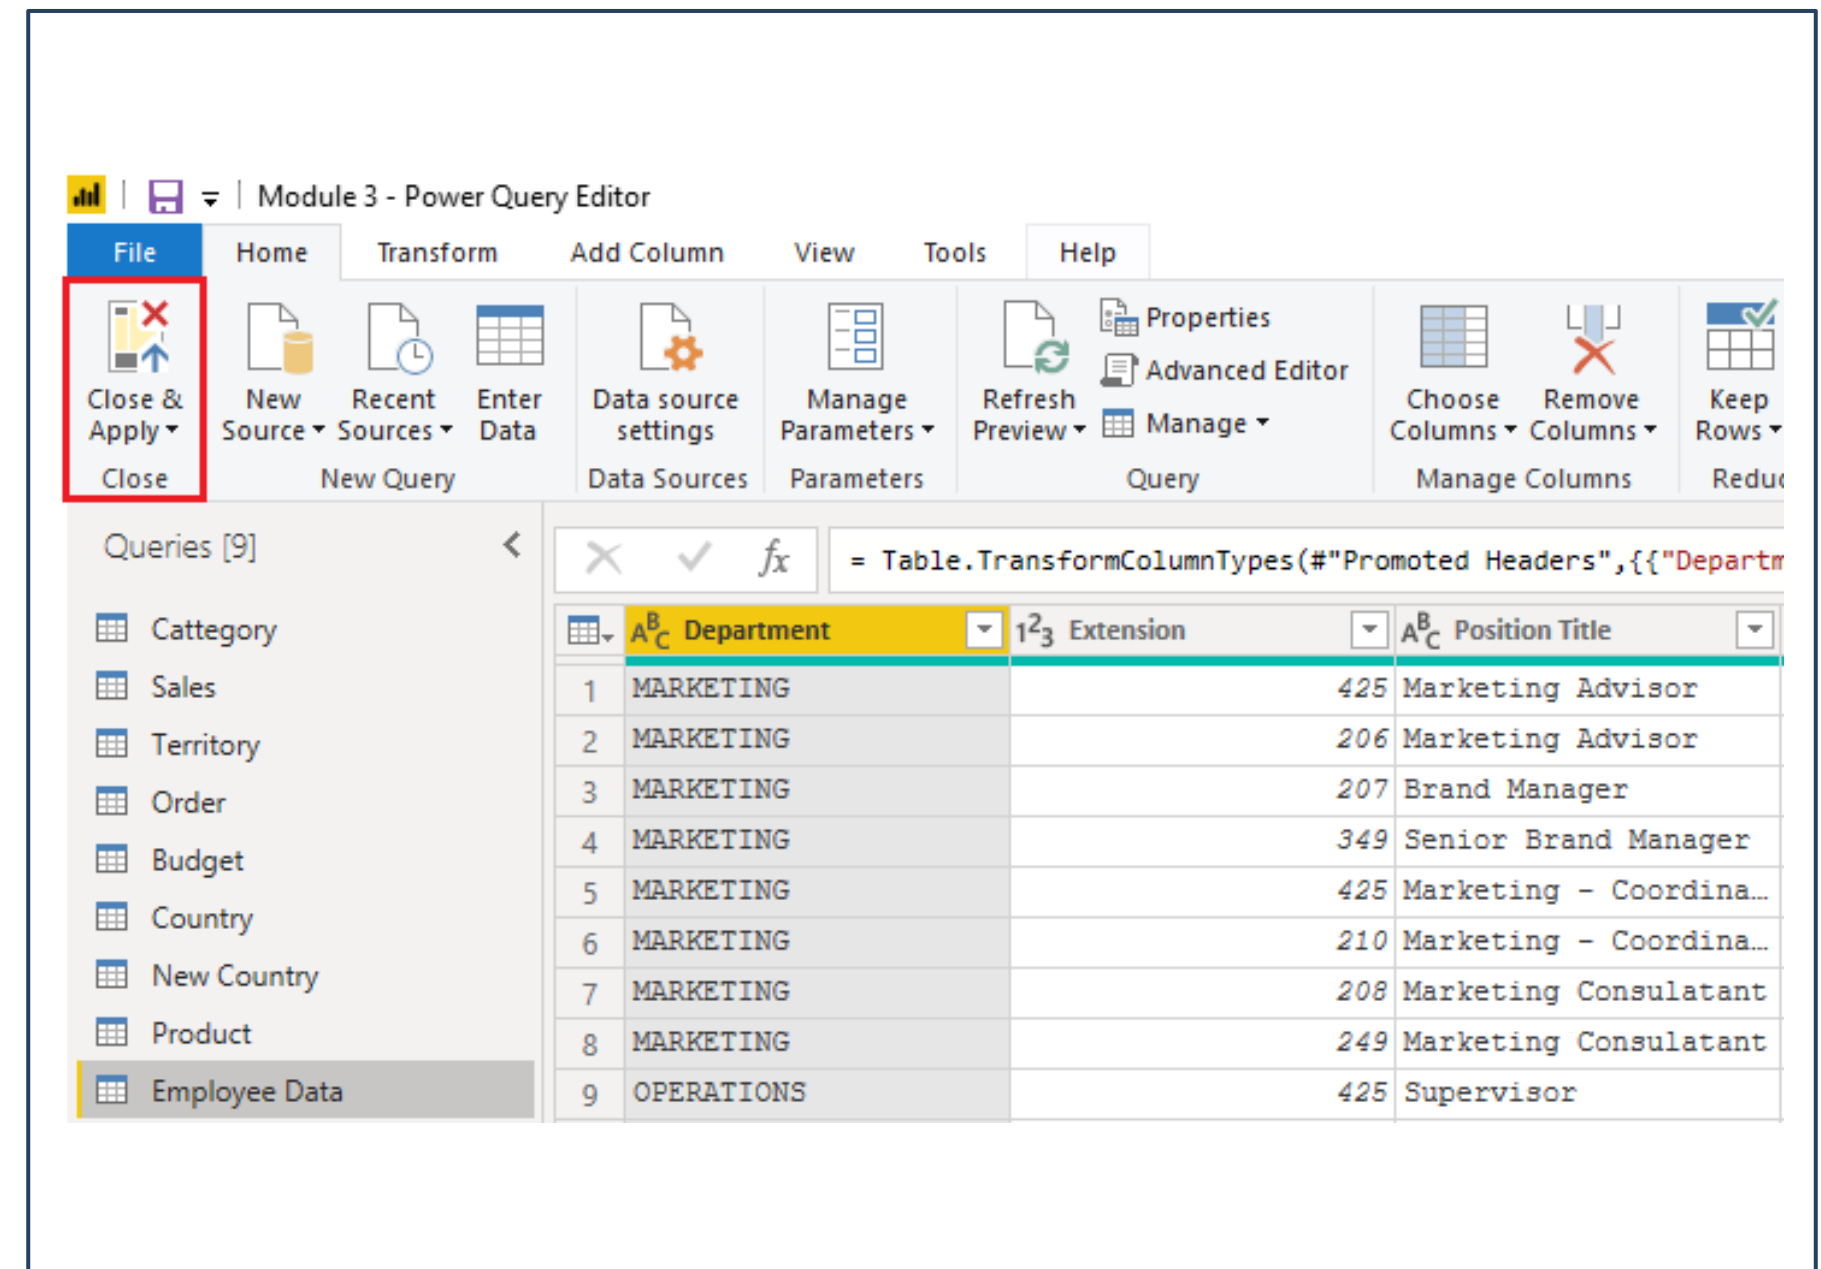 Module 3 - Power Query Editor
File Home Transform Add Column View Tools Help
Close & Apply
New Source
Recent Sources
Enter Data
Data source settings
Manage Parameters
Refresh Preview
Properties
Advanced Editor
Manage
Choose Columns
Remove Columns
Keep Rows
Close New Query Data Sources Parameters Query Manage Columns
Queries [9]
fx = Table.TransformColumnTypes(#"Promoted Headers",{{"Departm
Cattegory
Sales
Territory
Order
Budget
Country
New Country
Product
Employee Data
ABC Department 123 Extension ABC Position Title
1 MARKETING 425 Marketing Advisor
2 MARKETING 206 Marketing Advisor
3 MARKETING 207 Brand Manager
4 MARKETING 349 Senior Brand Manager
5 MARKETING 425 Marketing - Coordina…
6 MARKETING 210 Marketing - Coordina…
7 MARKETING 208 Marketing Consulatant
8 MARKETING 249 Marketing Consulatant
9 OPERATIONS 425 Supervisor